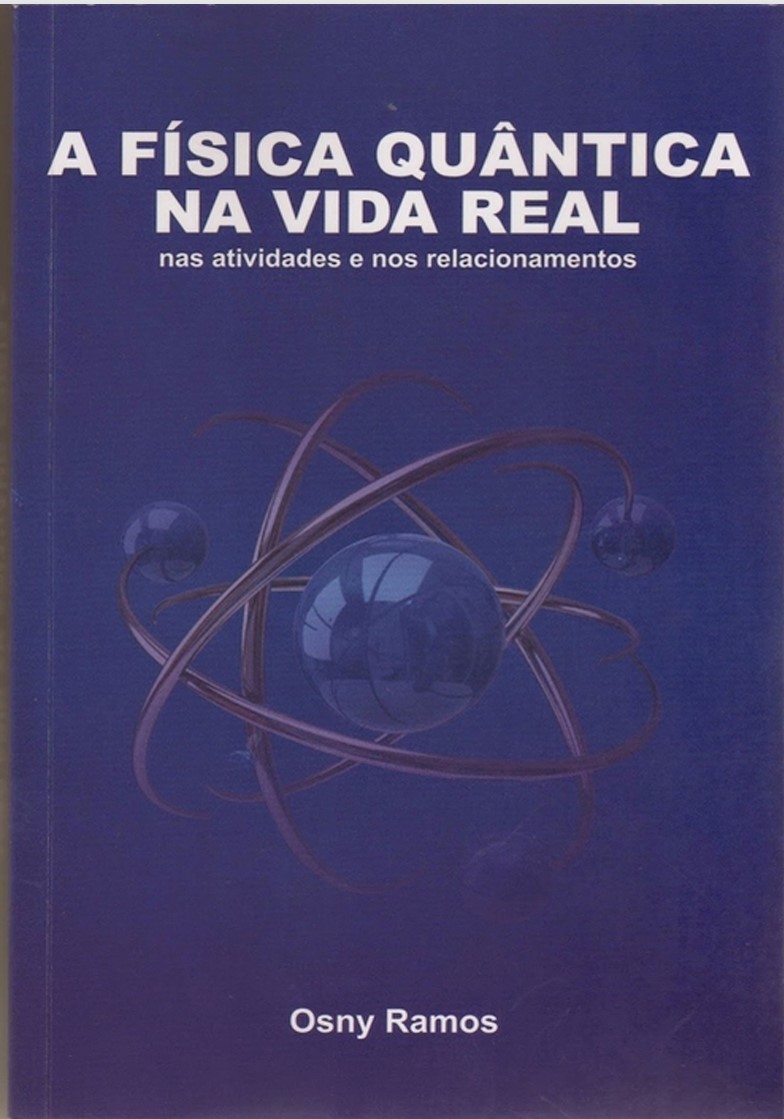 A FÍSICA QUÂNTICA
NA VIDA REAL
nas atividades e nos relacionamentos
Osny Ramos